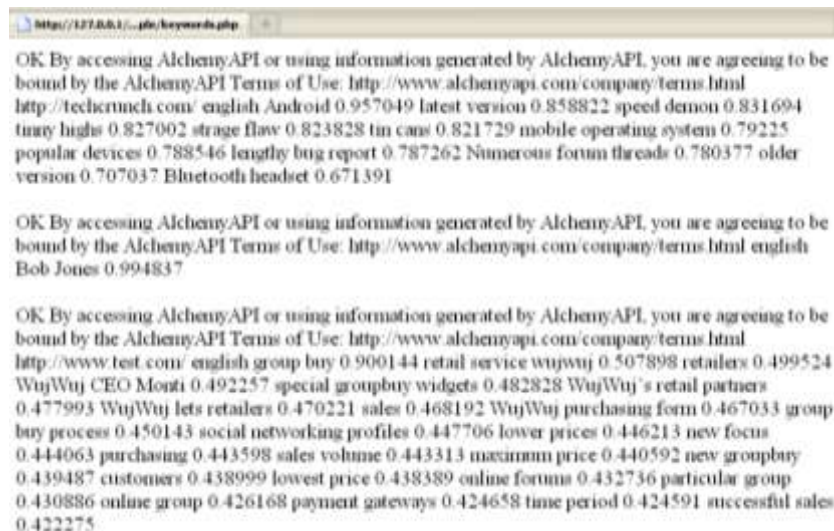 http://127.0.0.1/...ple/keywords.php
OK By accessing AlchemyAPI or using information generated by AlchemyAPI, you are agreeing to be
bound by the AlchemyAPI Terms of Use: http://www.alchemyapi.com/company/terms.html
http://techcrunch.com/ english Android 0.957049 latest version 0.858822 speed demon 0.831694
tinny highs 0.827002 strage flaw 0.823828 tin cans 0.821729 mobile operating system 0.79225
popular devices 0.788546 lengthy bug report 0.787262 Numerous forum threads 0.780377 older
version 0.707037 Bluetooth headset 0.671391
OK By accessing AlchemyAPI or using information generated by AlchemyAPI, you are agreeing to be
bound by the AlchemyAPI Terms of Use: http://www.alchemyapi.com/company/terms.html english
Bob Jones 0.994837
OK By accessing AlchemyAPI or using information generated by AlchemyAPI, you are agreeing to be
bound by the AlchemyAPI Terms of Use: http://www.alchemyapi.com/company/terms.html
http://www.test.com/ english group buy 0.900144 retail service wujwuj 0.507898 retailers 0.499524
WujWuj CEO Monti 0.492257 special groupbuy widgets 0.482828 WujWuj's retail partners
0.477993 WujWuj lets retailers 0.470221 sales 0.468192 WujWuj purchasing form 0.467033 group
buy process 0.450143 social networking profiles 0.447706 lower prices 0.446213 new focus
0.444063 purchasing 0.443598 sales volume 0.443313 maximum price 0.440592 new groupbuy
0.439487 customers 0.438999 lowest price 0.438389 online forums 0.432736 particular group
0.430886 online group 0.426168 payment gateways 0.424658 time period 0.424591 successful sales
0.422275